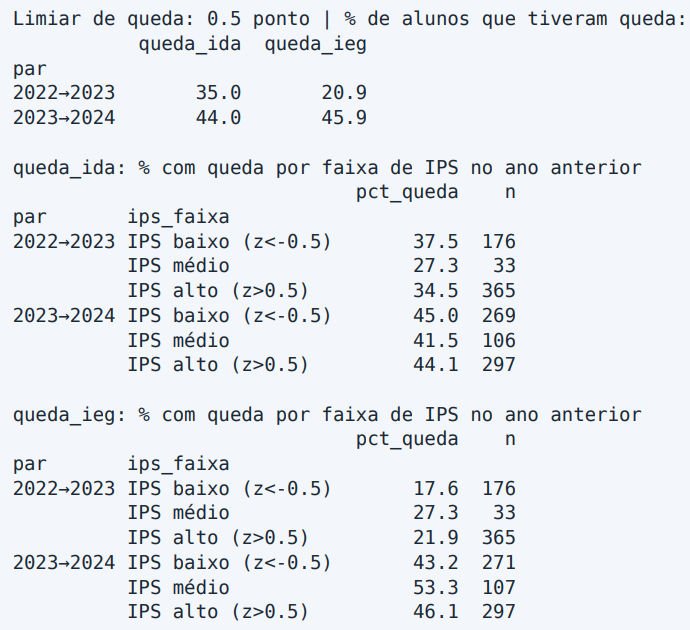 Limiar de queda: 0.5 ponto | % de alunos que tiveram queda:
queda_ida queda_ieg
par
2022→2023 35.0 20.9
2023→2024 44.0 45.9
queda_ida: % com queda por faixa de IPS no ano anterior
pct_queda n
par ips_faixa
2022→2023 IPS baixo (z<-0.5) 37.5 176
IPS médio 27.3 33
IPS alto (z>0.5) 34.5 365
2023→2024 IPS baixo (z<-0.5) 45.0 269
IPS médio 41.5 106
IPS alto (z>0.5) 44.1 297
queda_ieg: % com queda por faixa de IPS no ano anterior
pct_queda n
par ips_faixa
2022→2023 IPS baixo (z<-0.5) 17.6 176
IPS médio 27.3 33
IPS alto (z>0.5) 21.9 365
2023→2024 IPS baixo (z<-0.5) 43.2 271
IPS médio 53.3 107
IPS alto (z>0.5) 46.1 297